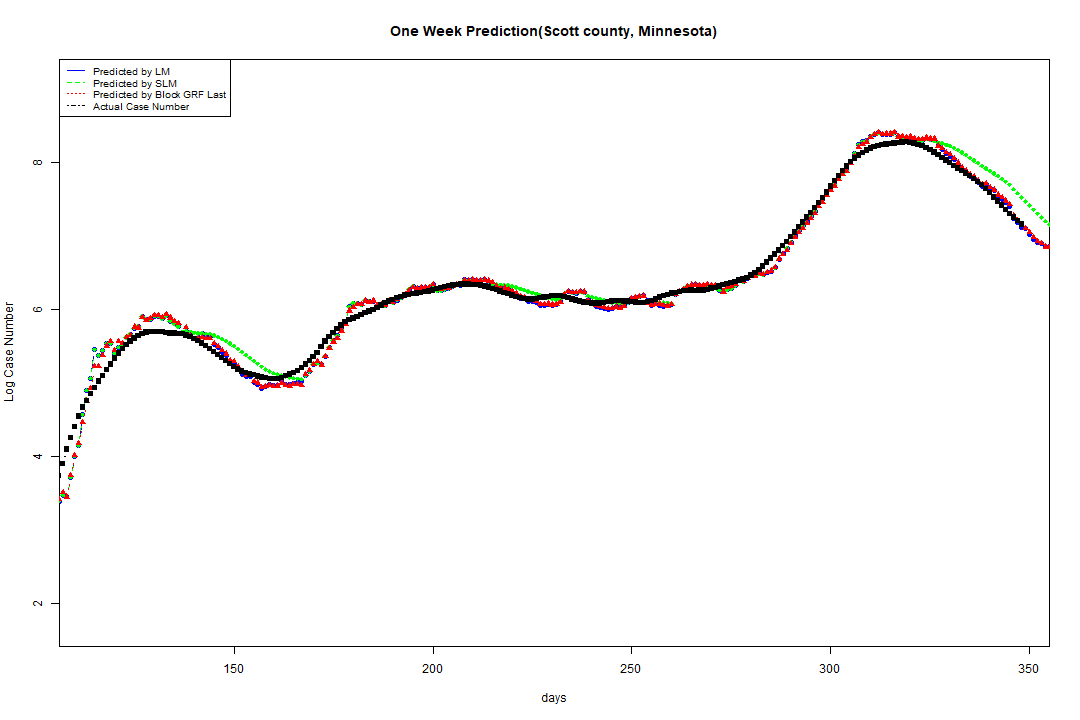 One Week Prediction(Scott county, Minnesota)
Predicted by LM
Predicted by SLM
Predicted by Block GRF Last
Actual Case Number
Log Case Number
8
6
4
2
150 200 250 300 350
days